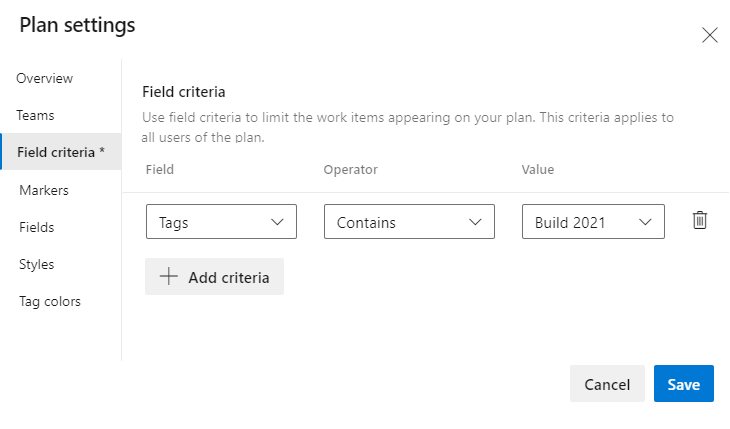 Plan settings
Overview
Teams
Field criteria *
Markers
Fields
Styles
Tag colors
Field criteria
Use field criteria to limit the work items appearing on your plan. This criteria applies to
all users of the plan.
Field Operator Value
Tags Contains Build 2021
Add criteria
Cancel Save